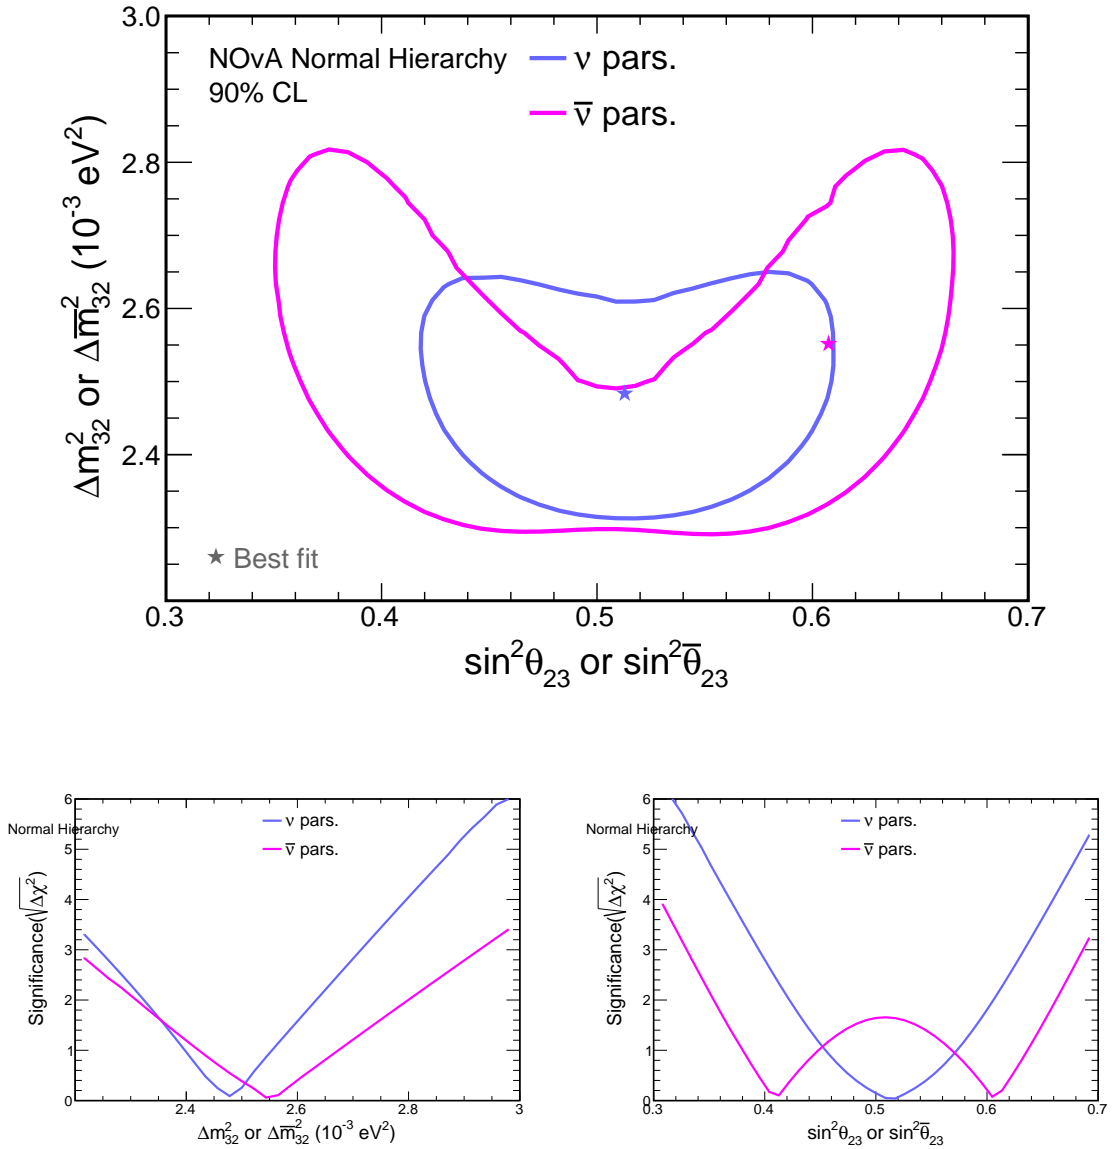 NOvA Normal Hierarchy
90% CL
ν pars.
ν̅ pars.
3.0
2.8
2.6
2.4
Δm²₃₂ or Δm̅²₃₂ (10⁻³ eV²)
★ Best fit
0.3 0.4 0.5 0.6 0.7
sin²θ₂₃ or sin²θ̅₂₃
Normal Hierarchy
ν pars.
ν̅ pars.
6
5
4
3
2
1
0
Significance(√Δχ²)
2.4 2.6 2.8 3
Δm²₃₂ or Δm̅²₃₂ (10⁻³ eV²)
Normal Hierarchy
ν pars.
ν̅ pars.
6
5
4
3
2
1
0
Significance(√Δχ²)
0.3 0.4 0.5 0.6 0.7
sin²θ₂₃ or sin²θ̅₂₃